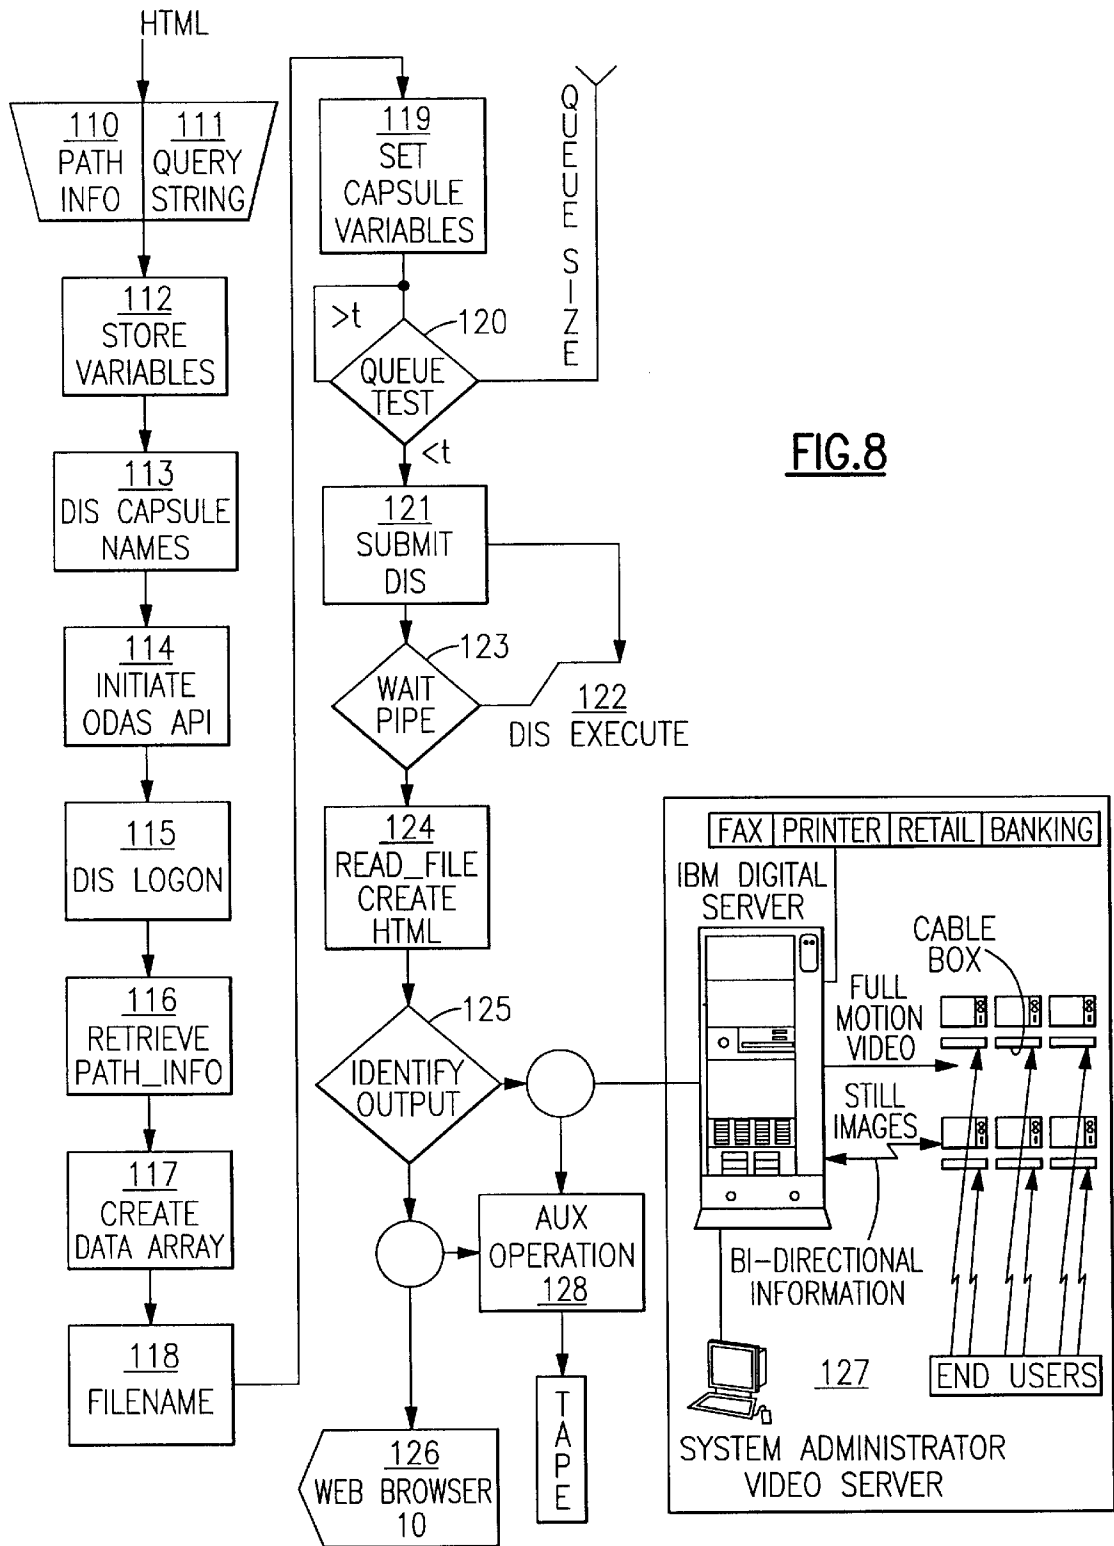 HTML
110
PATH
INFO
111
QUERY
STRING
112
STORE
VARIABLES
113
DIS CAPSULE
NAMES
114
INITIATE
ODAS API
115
DIS LOGON
116
RETRIEVE
PATH_INFO
117
CREATE
DATA ARRAY
118
FILENAME
119
SET
CAPSULE
VARIABLES
QUEUE SIZE
>t
120
QUEUE
TEST
<t
FIG.8
121
SUBMIT
DIS
123
WAIT
PIPE
122
DIS EXECUTE
124
READ_FILE
CREATE
HTML
125
IDENTIFY
OUTPUT
AUX
OPERATION
128
TAPE
126
WEB BROWSER
10
FAX PRINTER RETAIL BANKING
IBM DIGITAL
SERVER
CABLE
BOX
FULL
MOTION
VIDEO
STILL
IMAGES
BI-DIRECTIONAL
INFORMATION
127
END USERS
SYSTEM ADMINISTRATOR
VIDEO SERVER